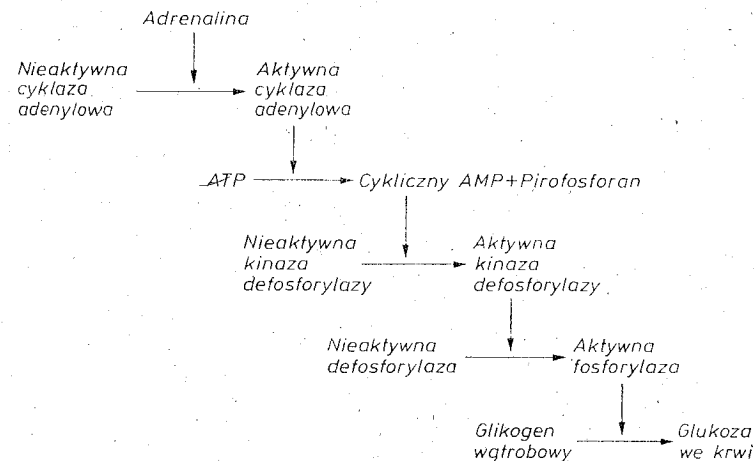 Adrenalina
Nieaktywna
cyklaza
adenylowa
Aktywna
cyklaza
adenylowa
ATP
Cykliczny AMP+Pirofosforan
Nieaktywna
kinaza
defosforylazy
Aktywna
kinaza
defosforylazy
Nieaktywna
defosforylaza
Aktywna
fosforylaza
Glikogen
wątrobowy
Glukoza
we krwi